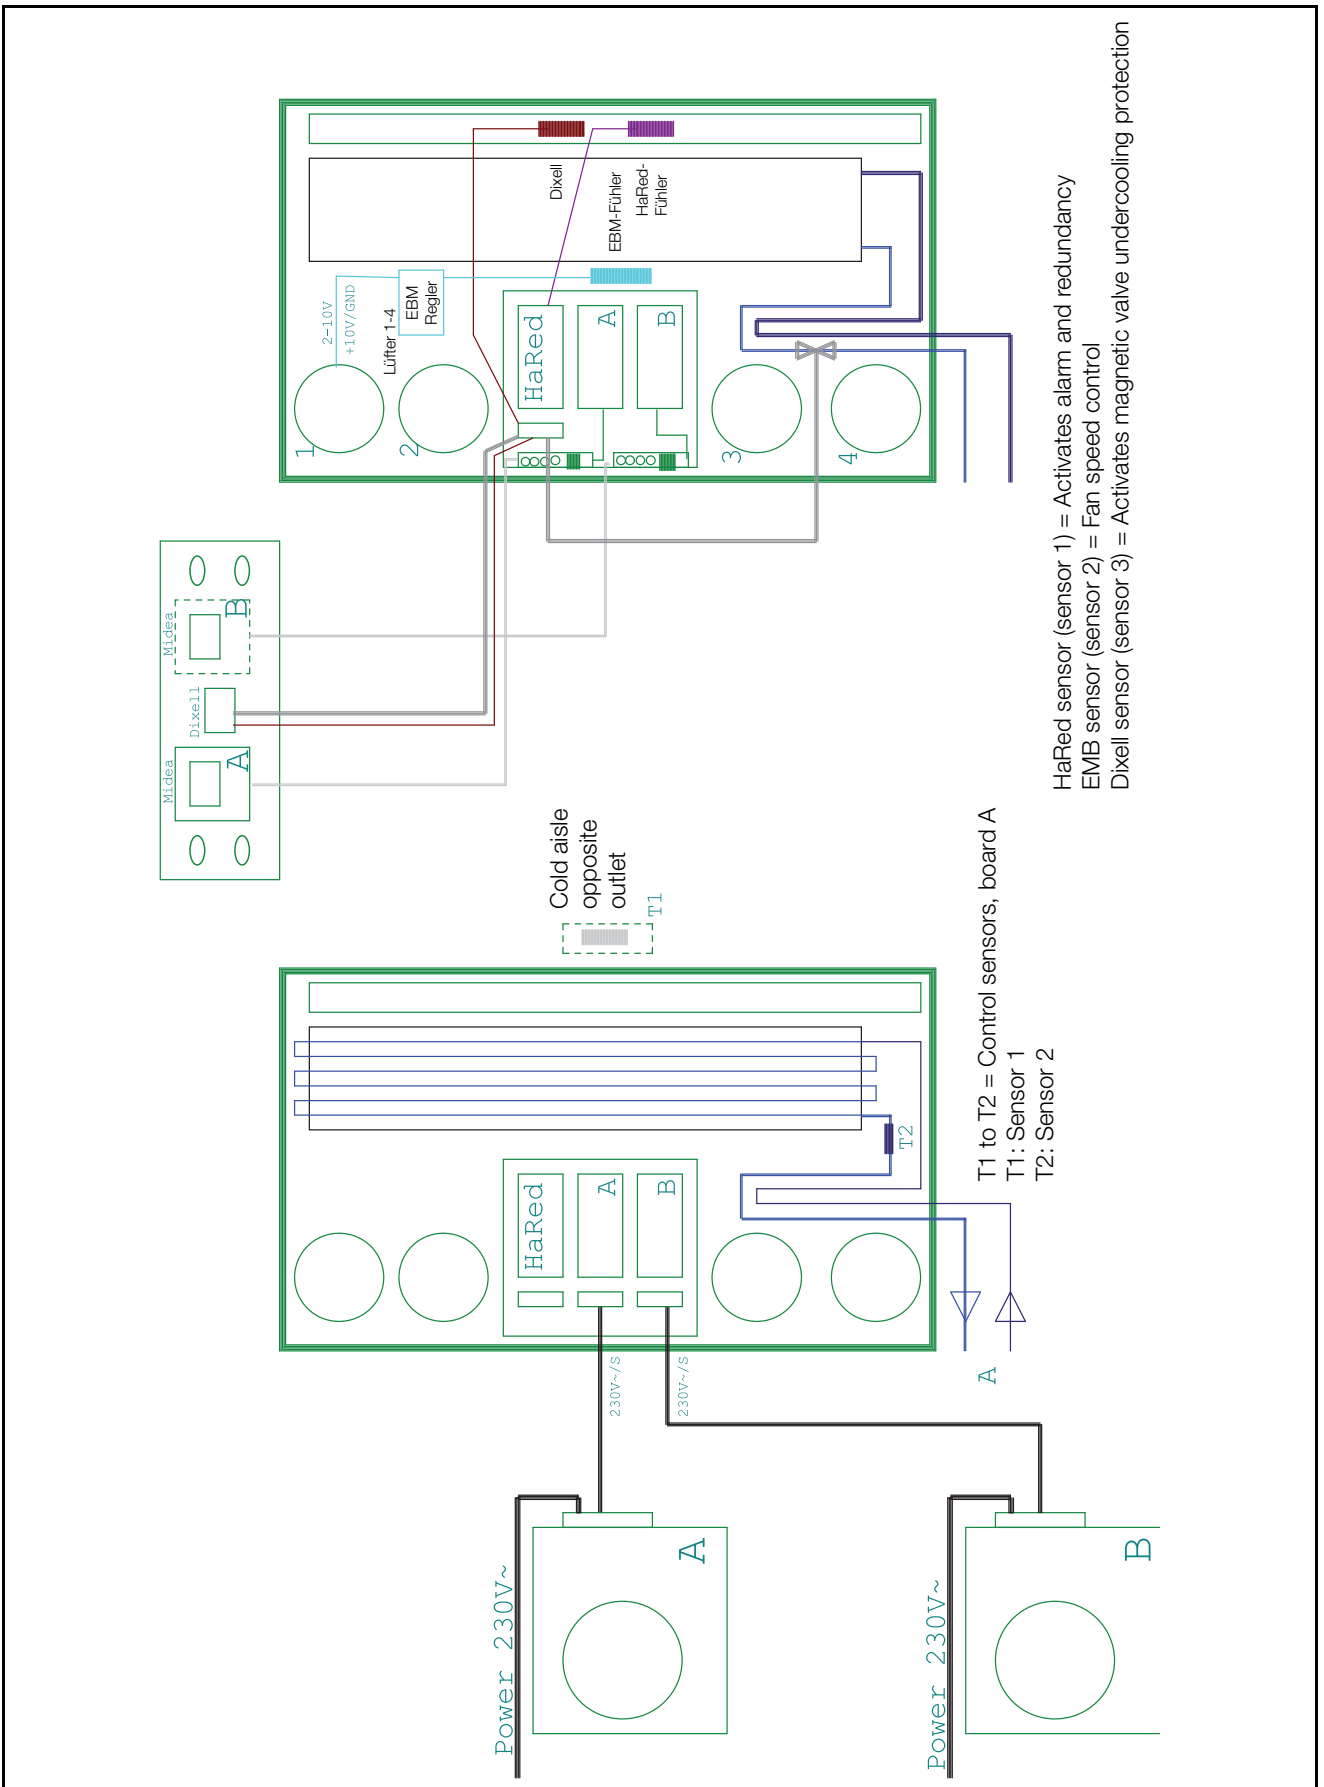 Power 230V~
A
Power 230V~
B
230V~/S
230V~/S
HaRed
A
B
T2
A
T1 to T2 = Control sensors, board A
T1: Sensor 1
T2: Sensor 2
Cold aisle
opposite
outlet
T1
Midea
A
Dixell
Midea
B
1
2
3
4
2-10V
+10V/GND
Lüfter 1-4
EBM
Regler
HaRed
A
B
Dixell
EBM-Fühler
HaRed-
Fühler
HaRed sensor (sensor 1) = Activates alarm and redundancy
EMB sensor (sensor 2) = Fan speed control
Dixell sensor (sensor 3) = Activates magnetic valve undercooling protection